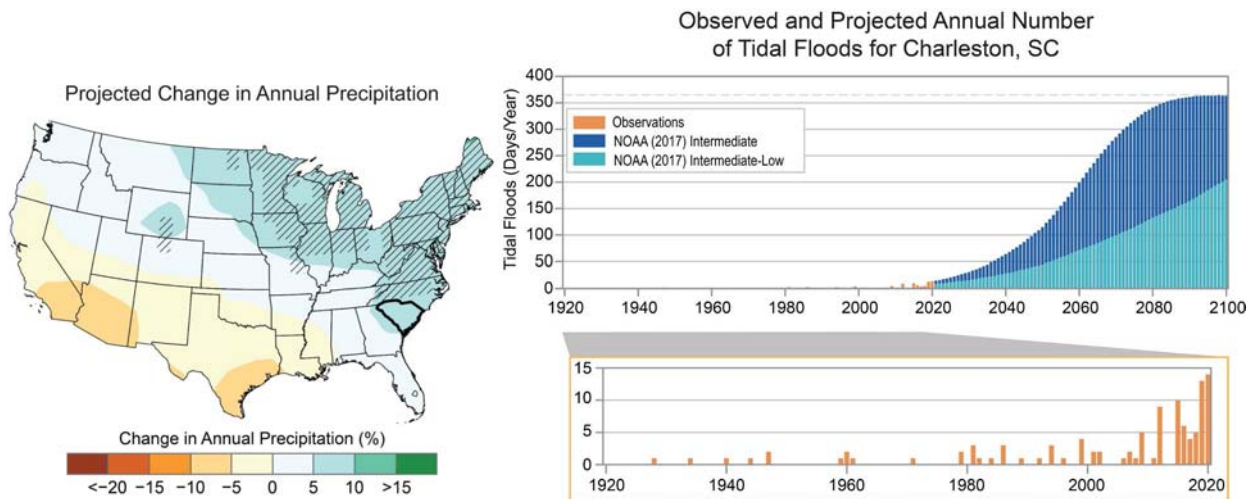 Projected Change in Annual Precipitation
Change in Annual Precipitation (%)
<−20 −15 −10 −5 0 5 10 >15
Observed and Projected Annual Number
of Tidal Floods for Charleston, SC
Tidal Floods (Days/Year)
400
350
300
250
200
150
100
50
0
Observations
NOAA (2017) Intermediate
NOAA (2017) Intermediate-Low
1920 1940 1960 1980 2000 2020 2040 2060 2080 2100
15
10
5
0
1920 1940 1960 1980 2000 2020